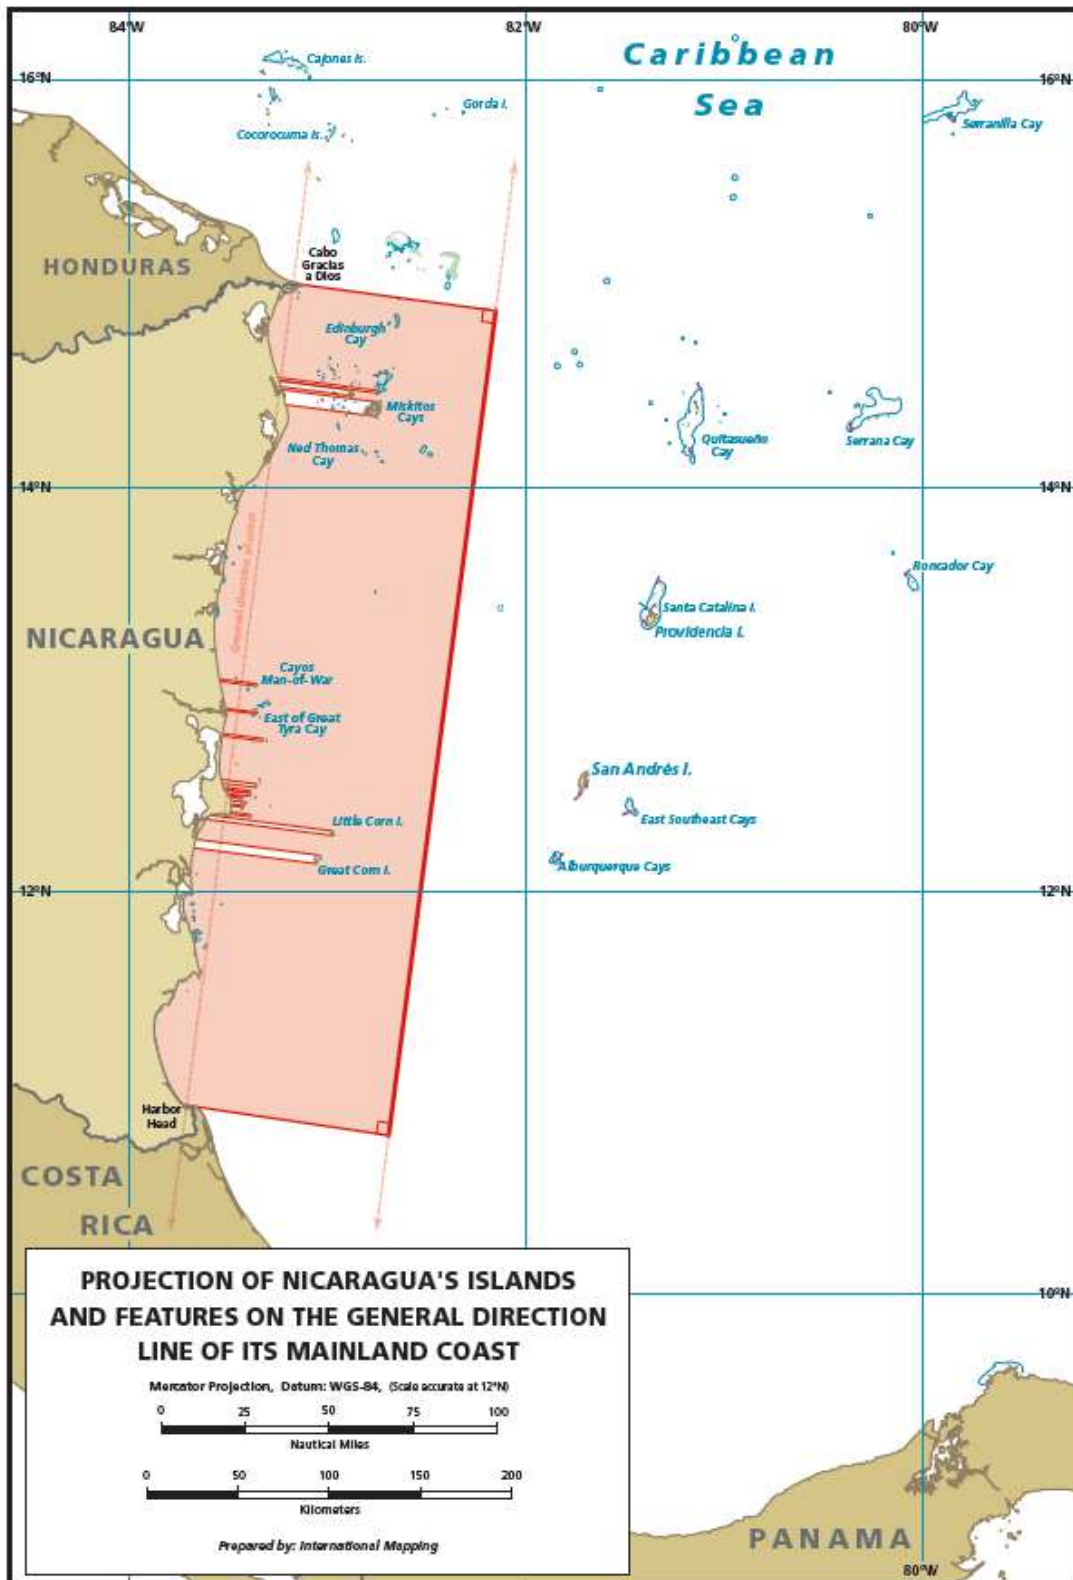 84°W
82°W
80°W
Caribbean
Sea
Cajones Is.
16°N
16°N
Gorda I.
Serranilla Cay
Cocorocuma Is.
HONDURAS
Cabo
Gracias
a Dios
Edinburgh
Cay
Miskitos
Cays
Quitasueño
Cay
Serrana Cay
Ned Thomas
Cay
14°N
14°N
General direction of coast
Roncador Cay
Santa Catalina I.
Providencia I.
NICARAGUA
Cayos
Man-of-War
East of Great
Tyra Cay
San Andrés I.
East Southeast Cays
Little Corn I.
Great Corn I.
Alburquerque Cays
12°N
12°N
Harbor
Head
COSTA
RICA
10°N
PROJECTION OF NICARAGUA'S ISLANDS
AND FEATURES ON THE GENERAL DIRECTION
LINE OF ITS MAINLAND COAST
Mercator Projection, Datum: WGS-84, (Scale accurate at 12°N)
0 25 50 75 100
Nautical Miles
0 50 100 150 200
Kilometers
Prepared by: International Mapping
PANAMA
80°W